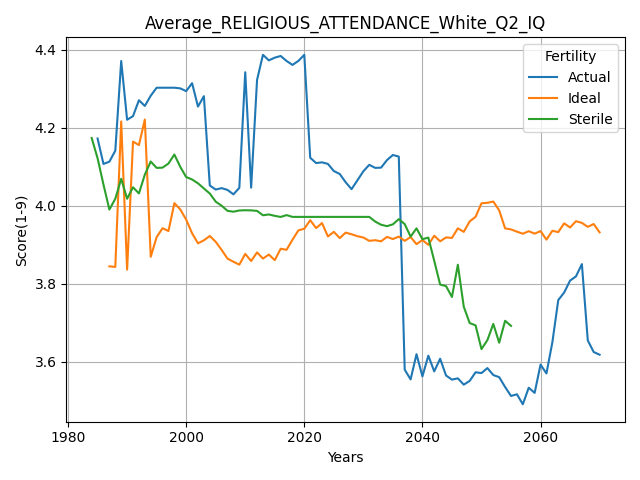 Average_RELIGIOUS_ATTENDANCE_White_Q2_IQ
Score(1-9)
4.4
4.2
4.0
3.8
3.6
Fertility
Actual
Ideal
Sterile
1980 2000 2020 2040 2060
Years